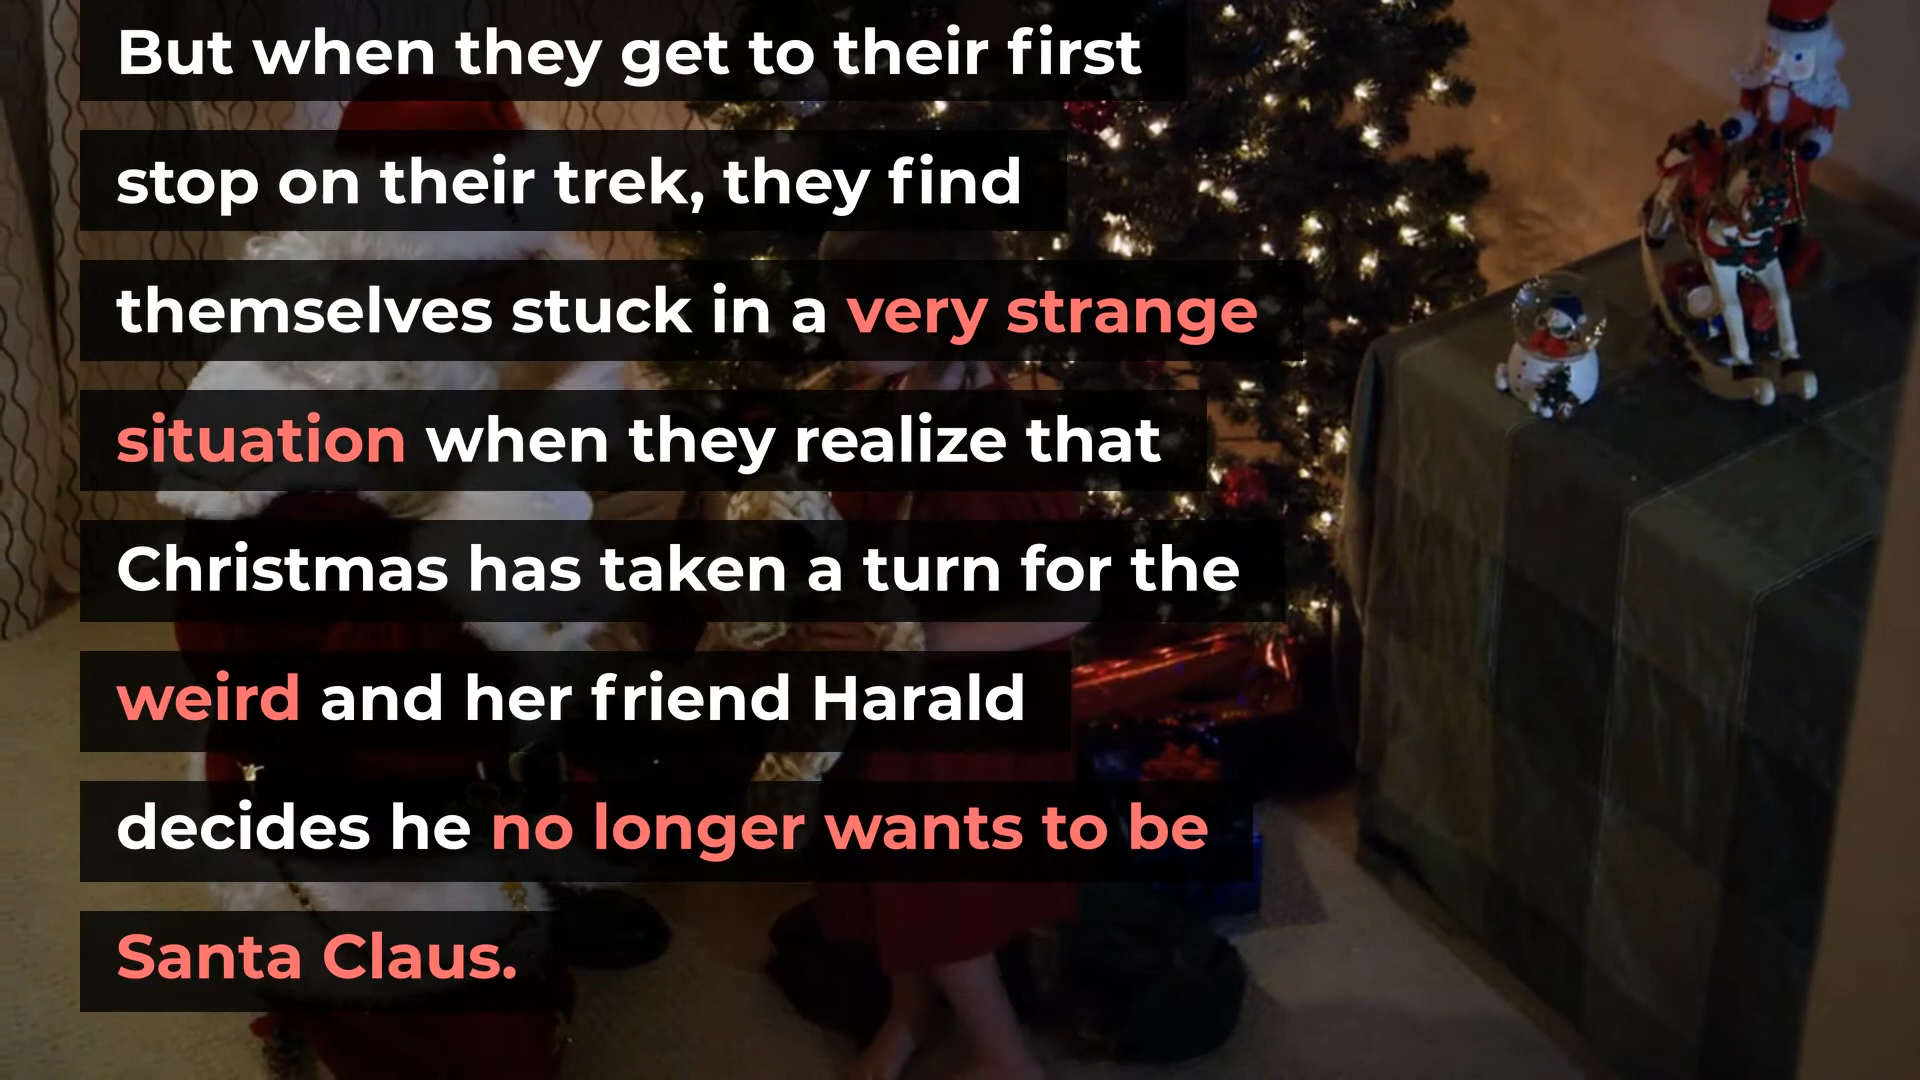 But when they get to their first
stop on their trek, they find
themselves stuck in a very strange
situation when they realize that
Christmas has taken a turn for the
weird and her friend Harald
decides he no longer wants to be
Santa Claus.